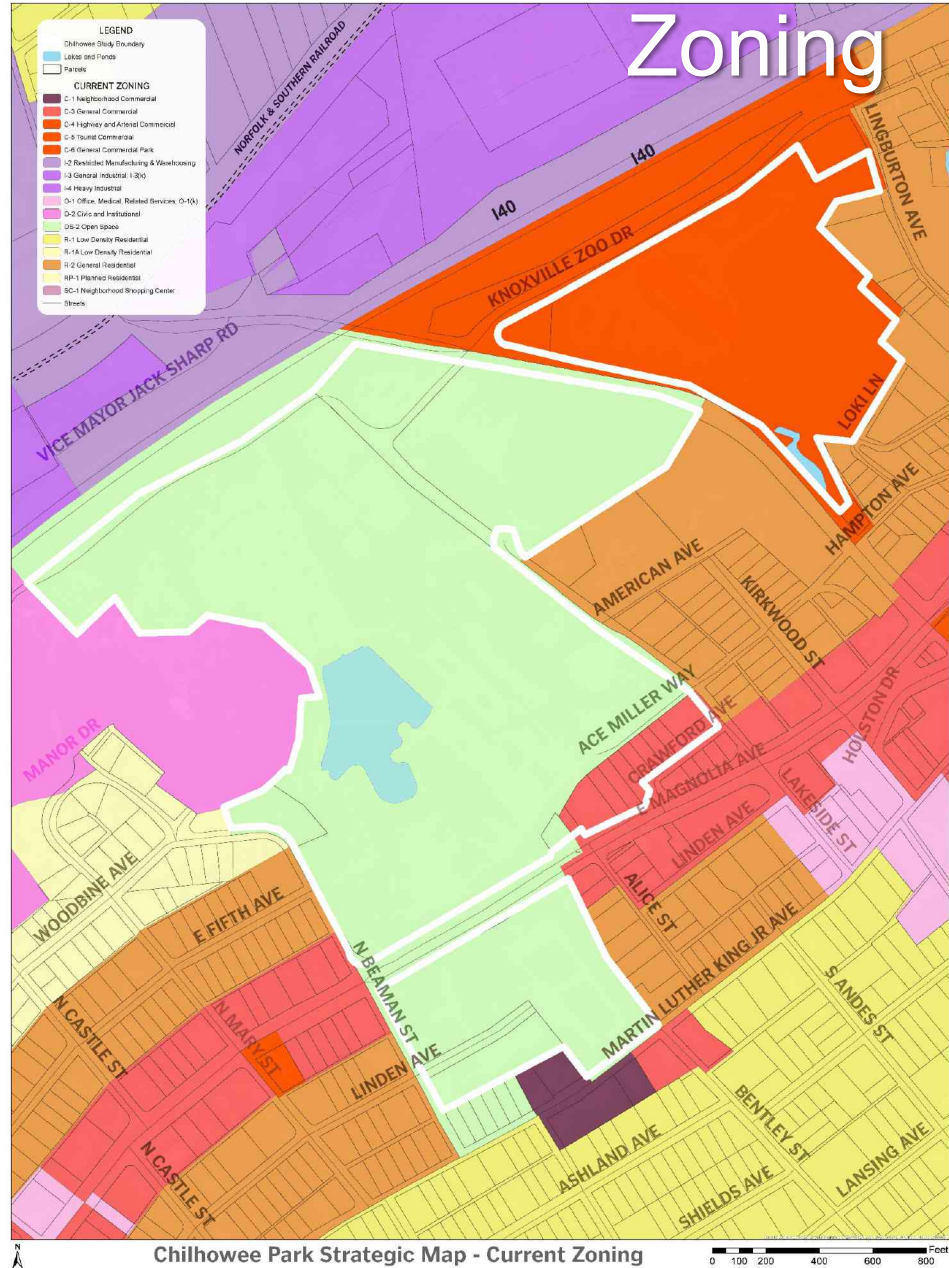 Zoning
LEGEND
Chilhowee Study Boundary
Lakes and Ponds
Parcels
CURRENT ZONING
C-1 Neighborhood Commercial
C-3 General Commercial
C-4 Highway and Arterial Commercial
C-5 Tourist Commercial
C-6 General Commercial Park
I-2 Restricted Manufacturing & Warehousing
I-3 General Industrial; I-3(k)
I-4 Heavy Industrial
O-1 Office, Medical, Related Services; O-1(k)
O-2 Civic and Institutional
OS-2 Open Space
R-1 Low Density Residential
R-1A Low Density Residential
R-2 General Residential
RP-1 Planned Residential
SC-1 Neighborhood Shopping Center
Streets
NORFOLK & SOUTHERN RAILROAD
I40
I40
LINGBURTON AVE
KNOXVILLE ZOO DR
VICE MAYOR JACK SHARP RD
LOKI LN
HAMPTON AVE
AMERICAN AVE
KIRKWOOD ST
ACE MILLER WAY
CRAWFORD AVE
HOLSTON DR
E MAGNOLIA AVE
LAKESIDE ST
MANOR DR
LINDEN AVE
ALICE ST
WOODBINE AVE
E FIFTH AVE
N BEAMAN ST
MARTIN LUTHER KING JR AVE
S ANDES ST
N CASTLE ST
N MARY ST
LINDEN AVE
BENTLEY ST
ASHLAND AVE
LANSING AVE
N CASTLE ST
SHIELDS AVE
N
Chilhowee Park Strategic Map - Current Zoning
Feet
0 100 200 400 600 800